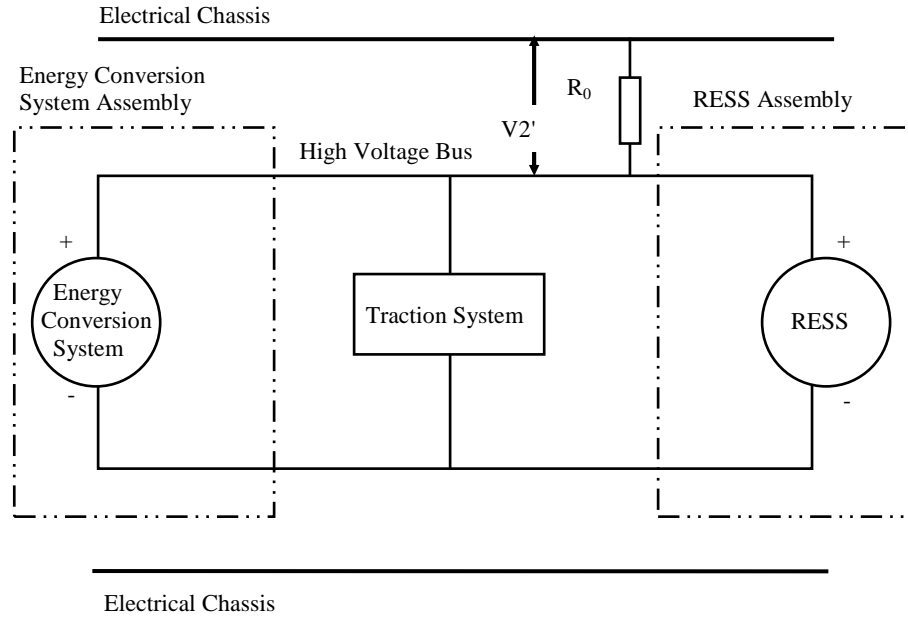 Electrical Chassis
Energy Conversion
System Assembly
R₀
RESS Assembly
V2'
High Voltage Bus
+
+
Energy
Conversion
System
Traction System
RESS
-
-
Electrical Chassis